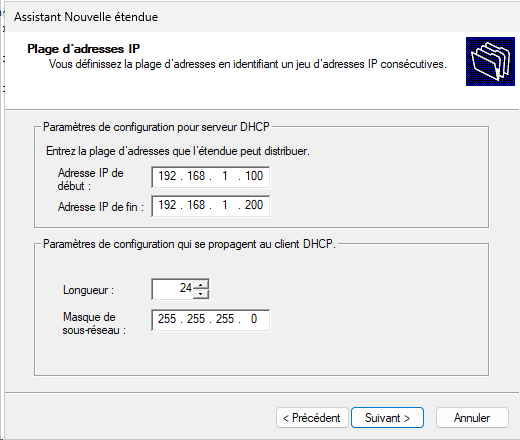 Assistant Nouvelle étendue
Plage d'adresses IP
Vous définissez la plage d'adresses en identifiant un jeu d'adresses IP consécutives.
Paramètres de configuration pour serveur DHCP
Entrez la plage d'adresses que l'étendue peut distribuer.
Adresse IP de
début :
192 . 168 . 1 . 100
Adresse IP de fin :
192 . 168 . 1 . 200
Paramètres de configuration qui se propagent au client DHCP.
Longueur :
24
Masque de
sous-réseau :
255 . 255 . 255 . 0
< Précédent
Suivant >
Annuler